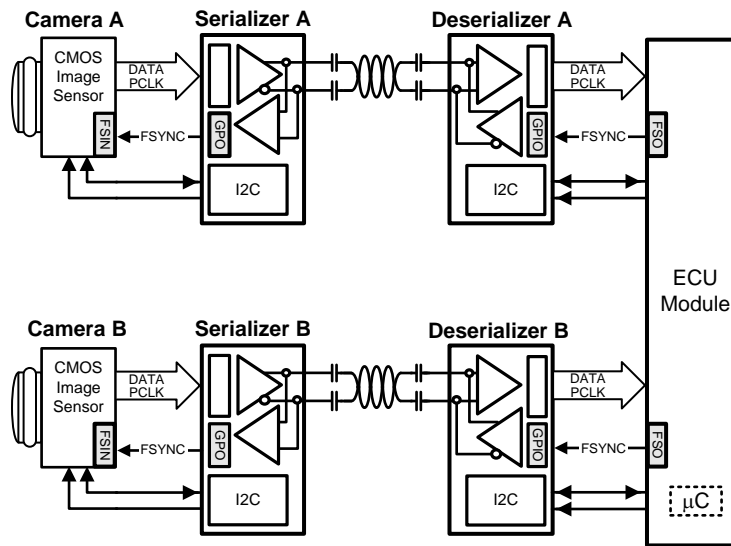 Camera A
Serializer A
Deserializer A
CMOS
Image
Sensor
DATA
PCLK
DATA
PCLK
FSIN
FSYNC
GPO
GPIO
FSYNC
FSO
I2C
I2C
ECU
Module
Camera B
Serializer B
Deserializer B
CMOS
Image
Sensor
DATA
PCLK
DATA
PCLK
FSIN
FSYNC
GPO
GPIO
FSYNC
FSO
I2C
I2C
μC